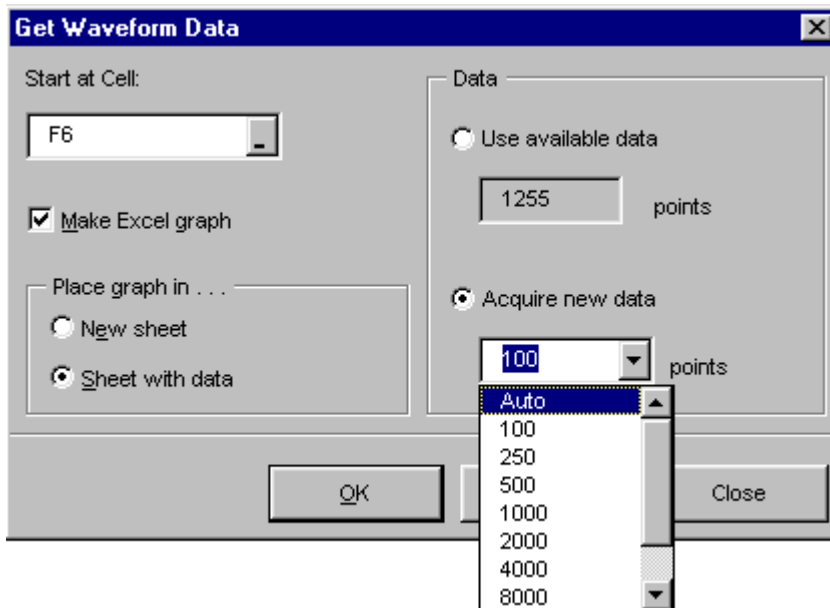 Get Waveform Data
Start at Cell:
F6
Make Excel graph
Place graph in . . .
New sheet
Sheet with data
Data
Use available data
1255 points
Acquire new data
100 points
Auto
100
250
500
1000
2000
4000
8000
OK
Close